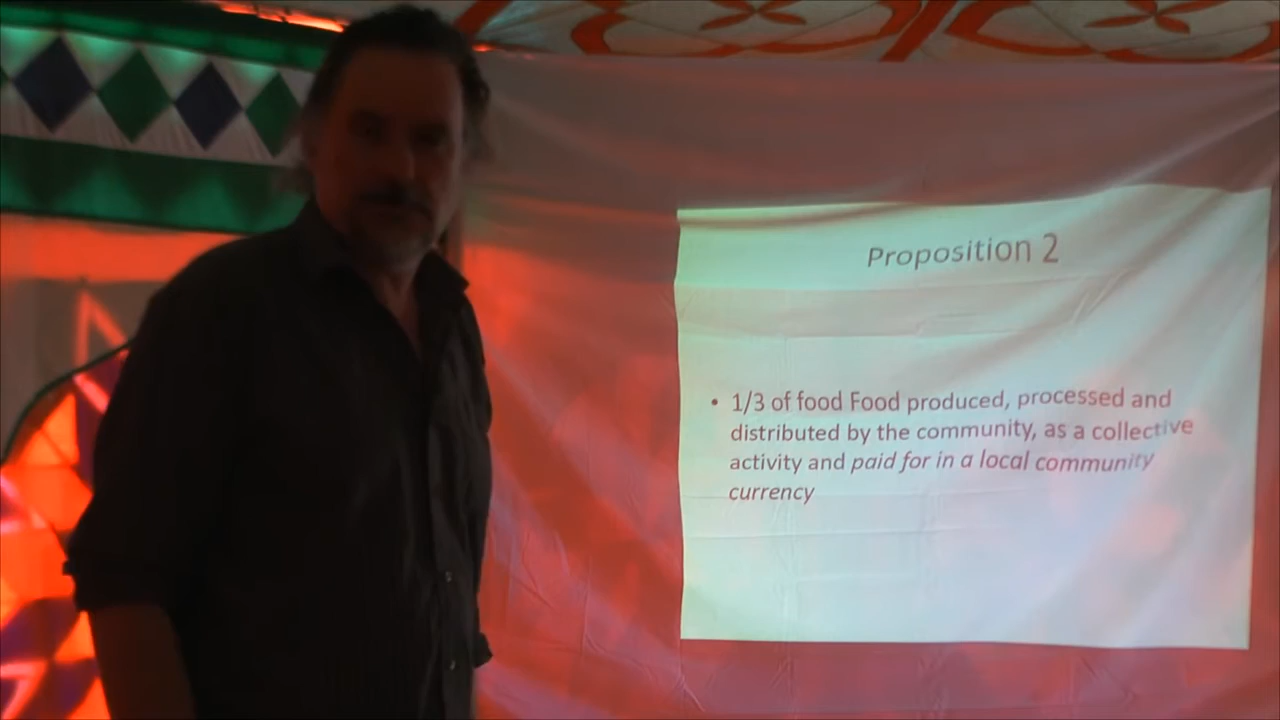 Proposition 2
• 1/3 of food Food produced, processed and
distributed by the community, as a collective
activity and paid for in a local community
currency